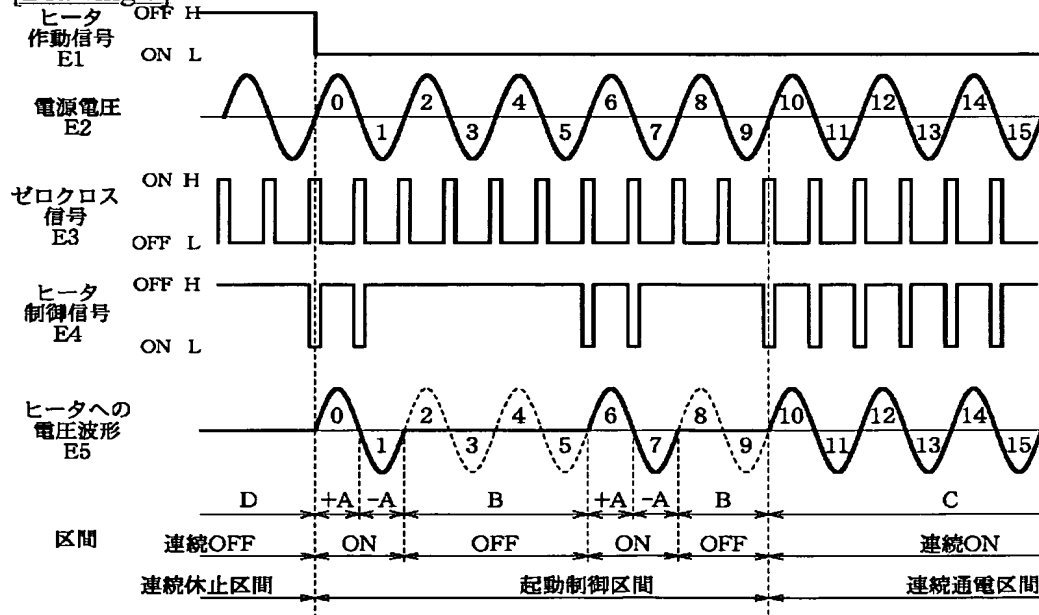 ヒータ
作動信号
E1
OFF H
ON L
電源電圧
E2
0 2 4 6 8 10 12 14
1 3 5 7 9 11 13 15
ゼロクロス
信号
E3
ON H
OFF L
ヒータ
制御信号
E4
OFF H
ON L
ヒータへの
電圧波形
E5
0 2 4 6 8 10 12 14
1 3 5 7 9 11 13 15
D +A -A B +A -A B C
区間 連続OFF ON OFF ON OFF 連続ON
連続休止区間 起動制御区間 連続通電区間